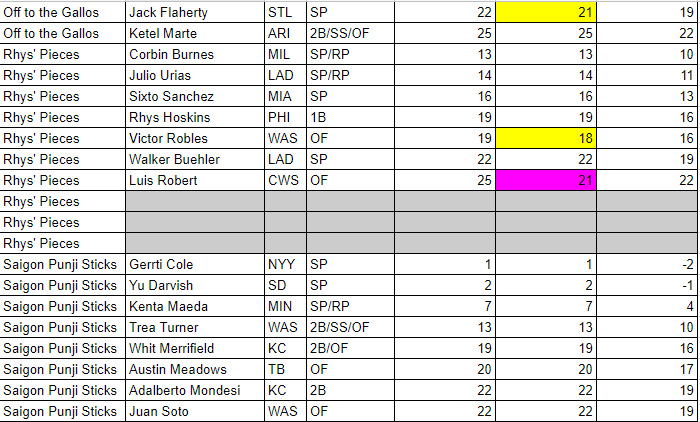 Off to the Gallos Jack Flaherty STL SP 22 21 19
Off to the Gallos Ketel Marte ARI 2B/SS/OF 25 25 22
Rhys' Pieces Corbin Burnes MIL SP/RP 13 13 10
Rhys' Pieces Julio Urias LAD SP/RP 14 14 11
Rhys' Pieces Sixto Sanchez MIA SP 16 16 13
Rhys' Pieces Rhys Hoskins PHI 1B 19 19 16
Rhys' Pieces Victor Robles WAS OF 19 18 16
Rhys' Pieces Walker Buehler LAD SP 22 22 19
Rhys' Pieces Luis Robert CWS OF 25 21 22
Rhys' Pieces
Rhys' Pieces
Rhys' Pieces
Saigon Punji Sticks Gerrti Cole NYY SP 1 1 -2
Saigon Punji Sticks Yu Darvish SD SP 2 2 -1
Saigon Punji Sticks Kenta Maeda MIN SP/RP 7 7 4
Saigon Punji Sticks Trea Turner WAS 2B/SS/OF 13 13 10
Saigon Punji Sticks Whit Merrifield KC 2B/OF 19 19 16
Saigon Punji Sticks Austin Meadows TB OF 20 20 17
Saigon Punji Sticks Adalberto Mondesi KC 2B 22 22 19
Saigon Punji Sticks Juan Soto WAS OF 22 22 19